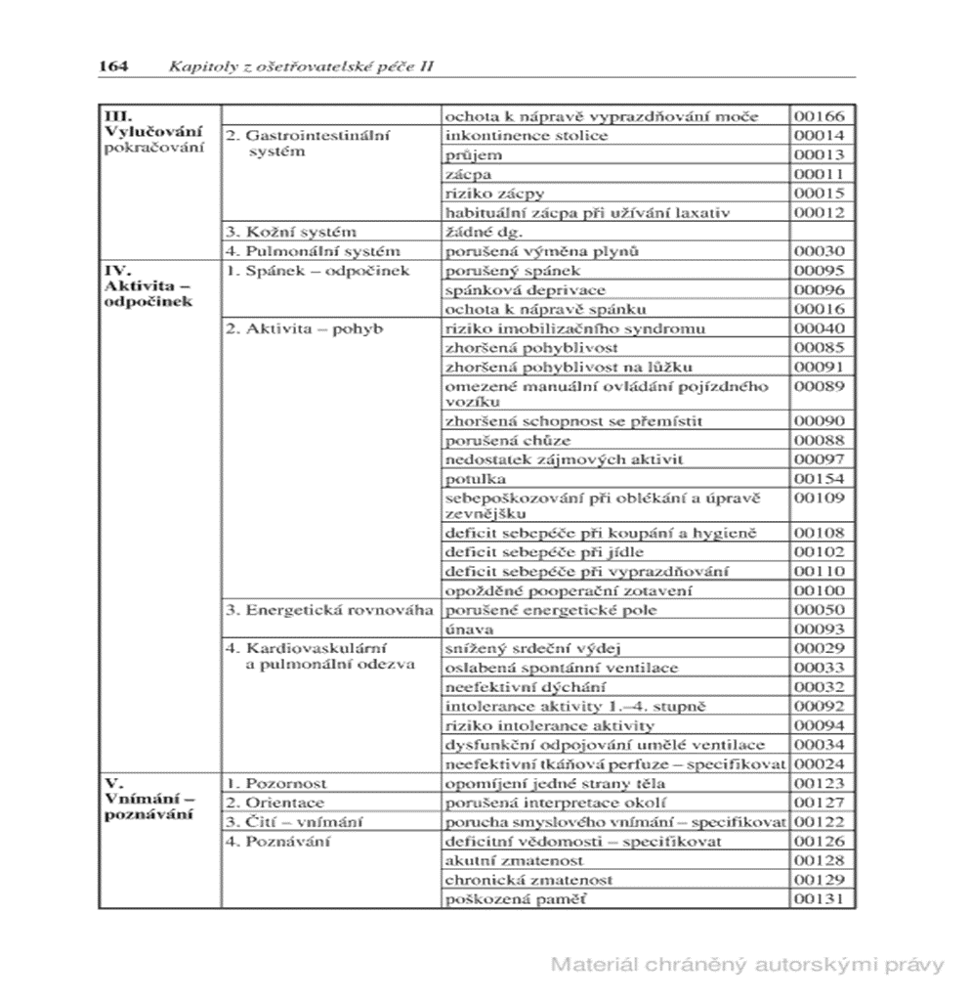 164 Kapitoly z ošetřovatelské péče II
III. ochota k nápravě vyprazdňování moče 00166
Vylučování 2. Gastrointestinální inkontinence stolice 00014
pokračování systém průjem 00013
zácpa 00011
riziko zácpy 00015
habituální zácpa při užívání laxativ 00012
3. Kožní systém žádné dg.
4. Pulmonální systém porušená výměna plynů 00030
IV. 1. Spánek – odpočinek porušený spánek 00095
Aktivita – spánková deprivace 00096
odpočinek ochota k nápravě spánku 00016
2. Aktivita – pohyb riziko imobilizačního syndromu 00040
zhoršená pohyblivost 00085
zhoršená pohyblivost na lůžku 00091
omezené manuální ovládání pojízdného 00089
vozíku
zhoršená schopnost se přemístit 00090
porušená chůze 00088
nedostatek zájmových aktivit 00097
potulka 00154
sebepoškozování při oblékání a úpravě 00109
zevnějšku
deficit sebepéče při koupání a hygieně 00108
deficit sebepéče při jídle 00102
deficit sebepéče při vyprazdňování 00110
opožděné pooperační zotavení 00100
3. Energetická rovnováha porušené energetické pole 00050
únava 00093
4. Kardiovaskulární snížený srdeční výdej 00029
a pulmonální odezva oslabená spontánní ventilace 00033
neefektivní dýchání 00032
intolerance aktivity 1.–4. stupně 00092
riziko intolerance aktivity 00094
dysfunkční odpojování umělé ventilace 00034
neefektivní tkáňová perfuze – specifikovat 00024
V. 1. Pozornost opomíjení jedné strany těla 00123
Vnímání – 2. Orientace porušená interpretace okolí 00127
poznávání 3. Čití – vnímání porucha smyslového vnímání – specifikovat 00122
4. Poznávání deficitní vědomosti – specifikovat 00126
akutní zmatenost 00128
chronická zmatenost 00129
poškozená paměť 00131
Materiál chráněný autorskými právy